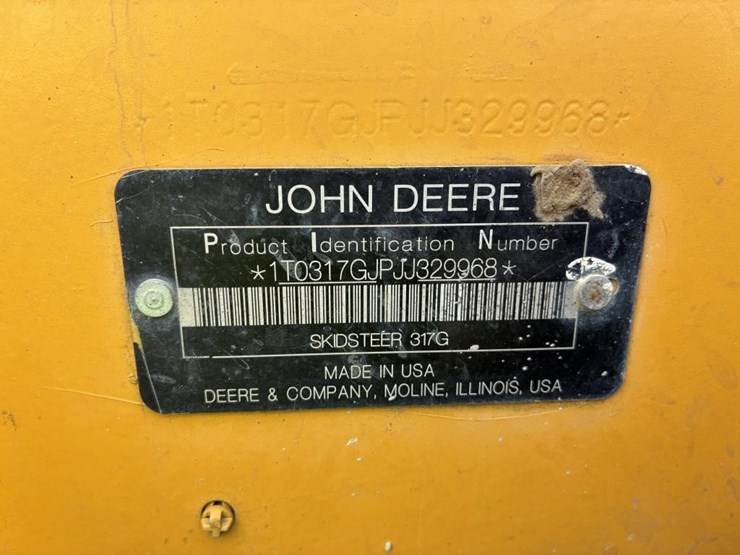 *1T0317GJPJJ329968*
JOHN DEERE
Product Identification Number
*1T0317GJPJJ329968*
SKIDSTEER 317G
MADE IN USA
DEERE & COMPANY, MOLINE, ILLINOIS, USA